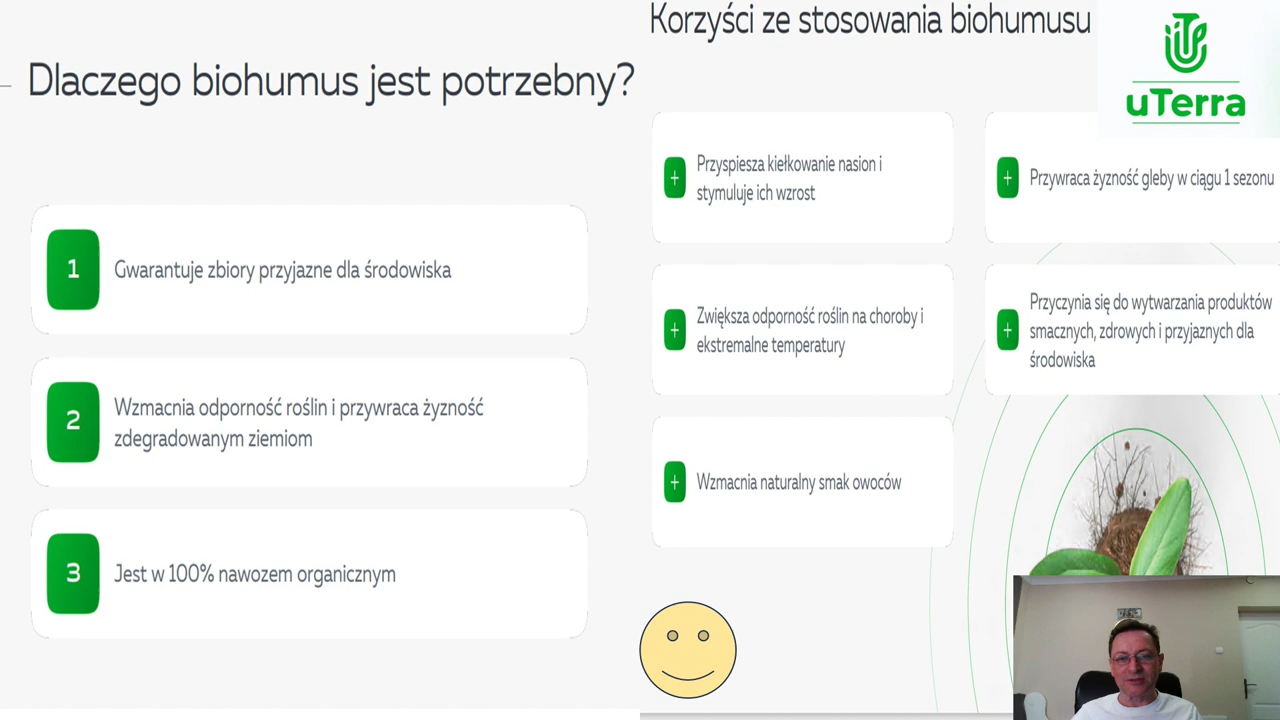 Dlaczego biohumus jest potrzebny?
1
Gwarantuje zbiory przyjazne dla środowiska
2
Wzmacnia odporność roślin i przywraca żyzność
zdegradowanym ziemiom
3
Jest w 100% nawozem organicznym
Korzyści ze stosowania biohumusu
uTerra
+
Przyspiesza kiełkowanie nasion i
stymuluje ich wzrost
+
Przywraca żyzność gleby w ciągu 1 sezonu
+
Zwiększa odporność roślin na choroby i
ekstremalne temperatury
+
Przyczynia się do wytwarzania produktów
smacznych, zdrowych i przyjaznych dla
środowiska
+
Wzmacnia naturalny smak owoców